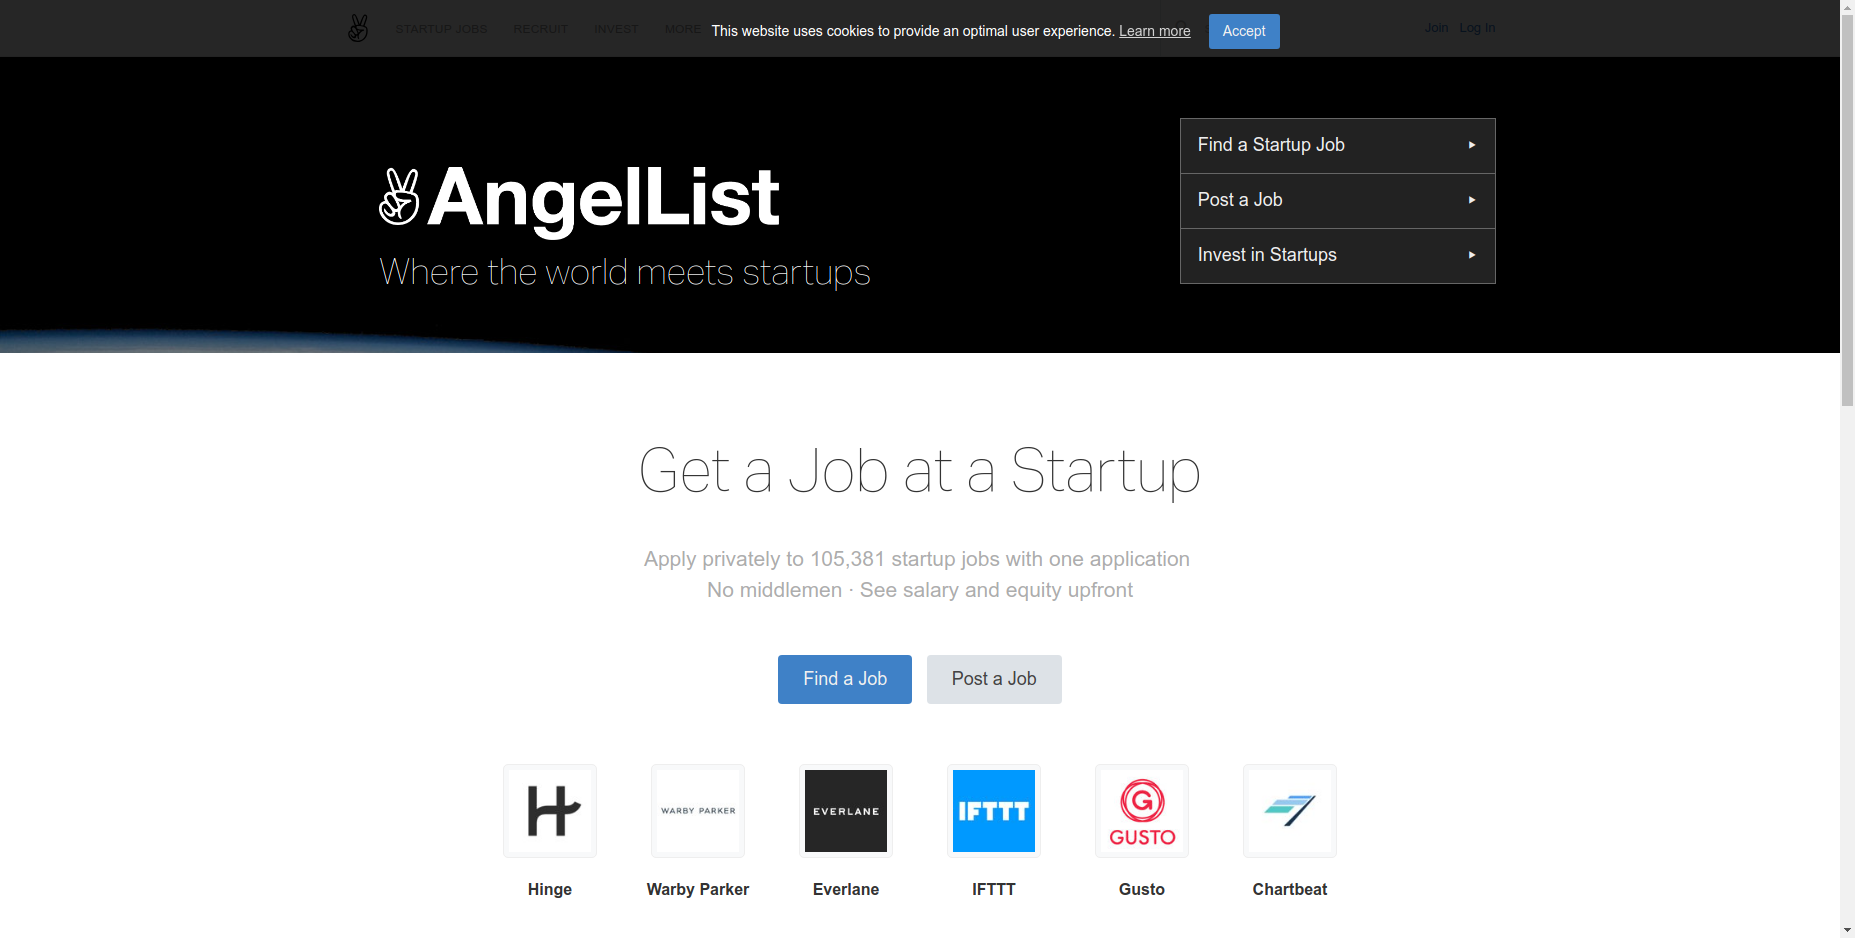 STARTUP JOBS RECRUIT INVEST MORE
This website uses cookies to provide an optimal user experience. Learn more Accept
Join Log In
AngelList
Where the world meets startups
Find a Startup Job
Post a Job
Invest in Startups
Get a Job at a Startup
Apply privately to 105,381 startup jobs with one application
No middlemen · See salary and equity upfront
Find a Job Post a Job
WARBY PARKER
EVERLANE
IFTTT
G
GUSTO
Hinge Warby Parker Everlane IFTTT Gusto Chartbeat